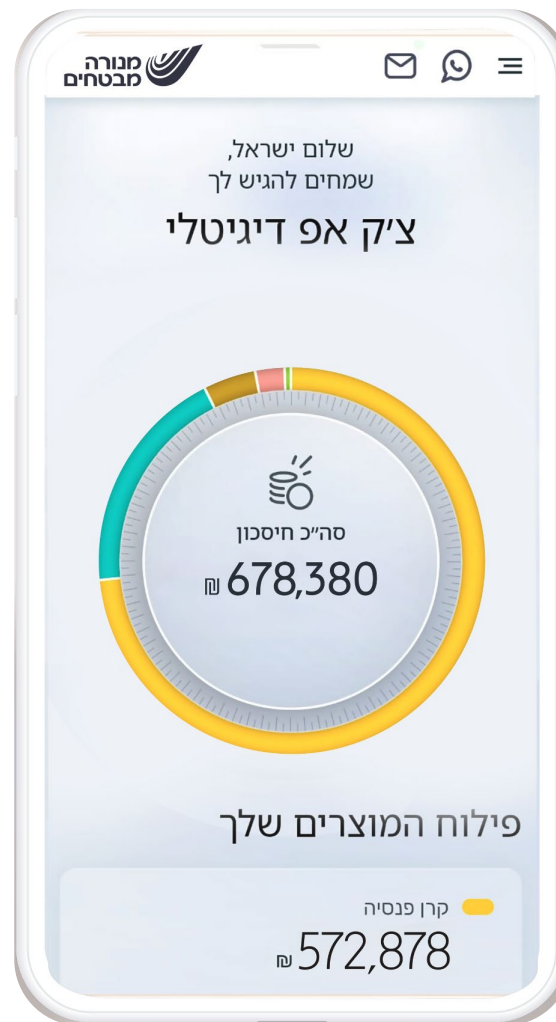 מנורה
מבטחים
שלום ישראל,
שמחים להגיש לך
צ׳ק אפ דיגיטלי
סה״כ חיסכון
678,380 ₪
פילוח המוצרים שלך
קרן פנסיה
572,878 ₪